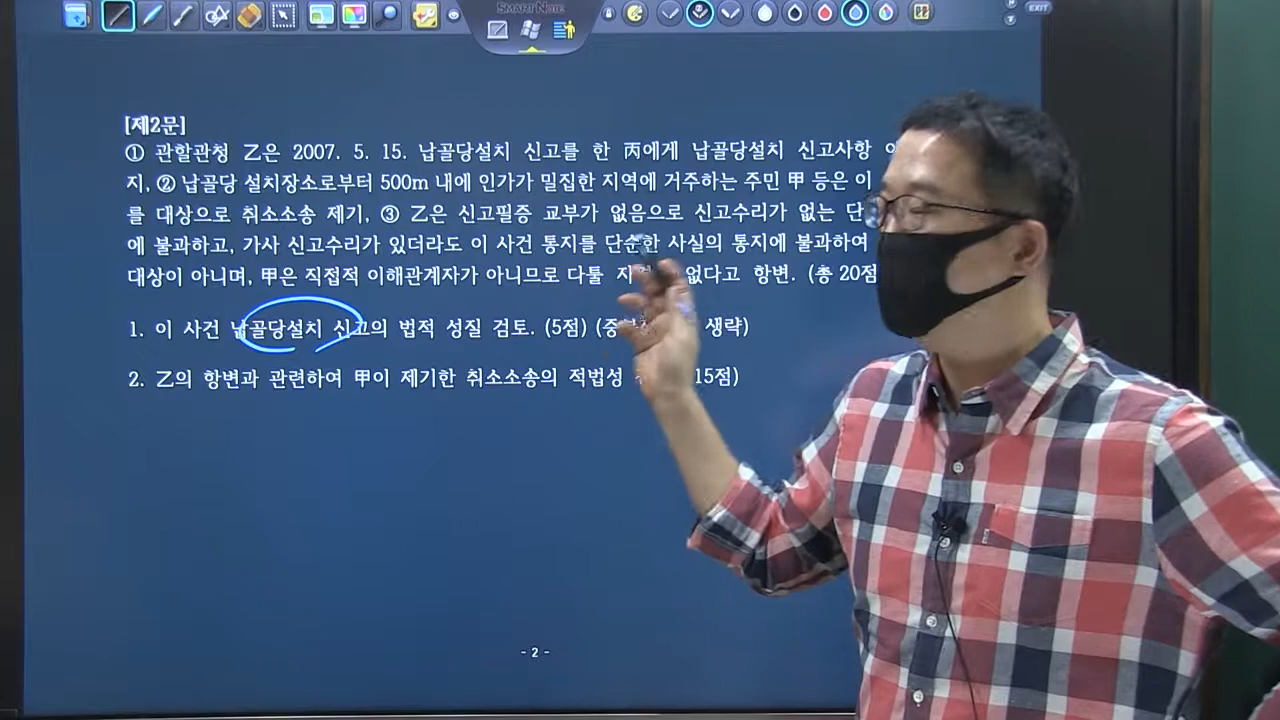 SMART NOTE
EXIT
[제2문]
① 관할관청 乙은 2007. 5. 15. 납골당설치 신고를 한 丙에게 납골당설치 신고사항
지, ② 납골당 설치장소로부터 500m 내에 인가가 밀집한 지역에 거주하는 주민 甲 등은 이
를 대상으로 취소소송 제기, ③ 乙은 신고필증 교부가 없음으로 신고수리가 없는 단
에 불과하고, 가사 신고수리가 있더라도 이 사건 통지를 단순한 사실의 통지에 불과하여
대상이 아니며, 甲은 직접적 이해관계자가 아니므로 다툴 없다고 항변. (총 20점
1. 이 사건 납골당설치 신고의 법적 성질 검토. (5점) 생략)
2. 乙의 항변과 관련하여 甲이 제기한 취소소송의 적법성 15점)
- 2 -